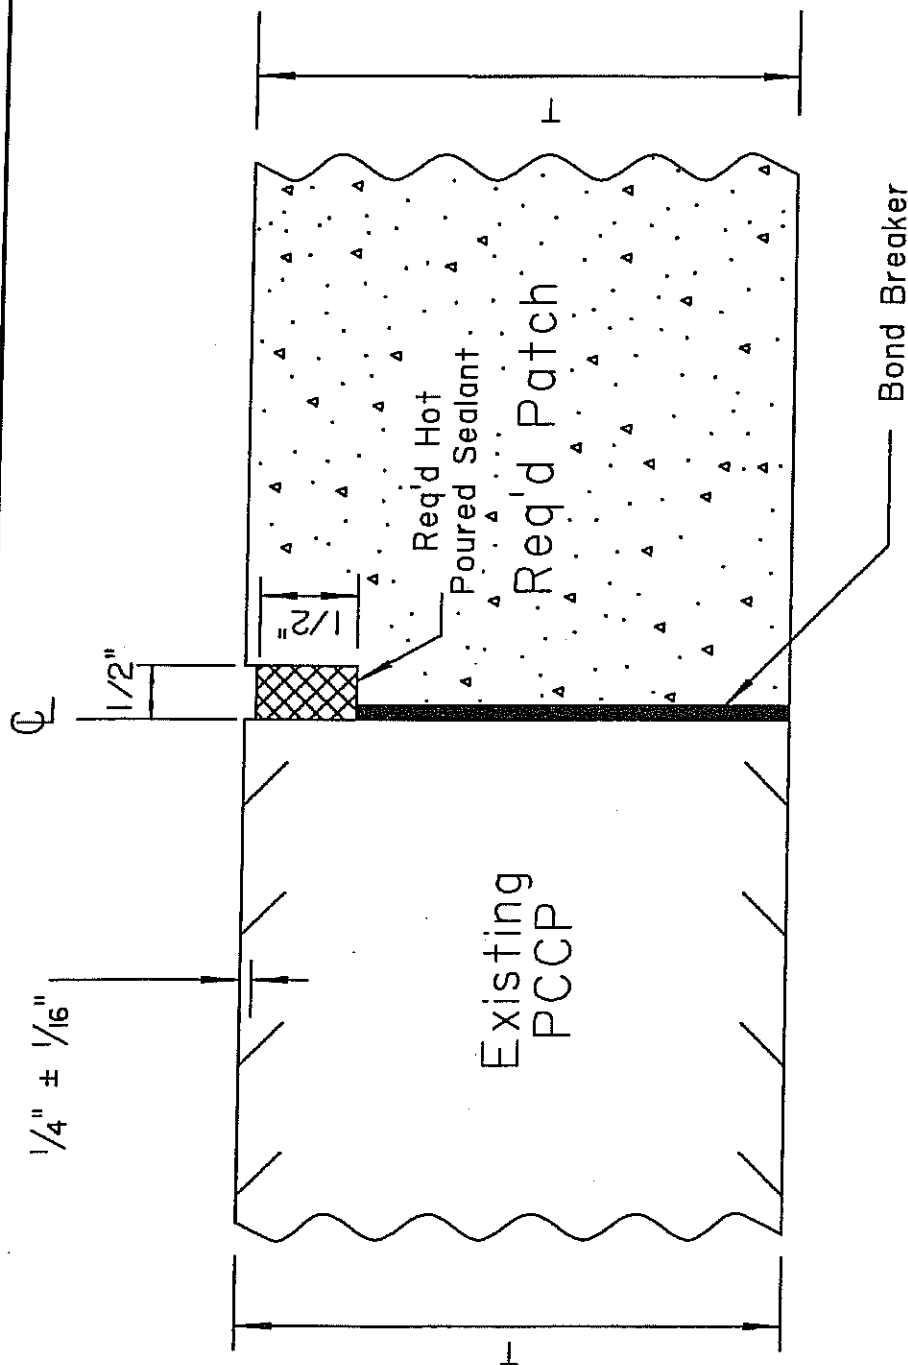 1/4" ± 1/16"
℄
1/2"
1/2"
T
T
Req'd Hot
Poured Sealant
Req'd Patch
Existing
PCCP
Bond Breaker